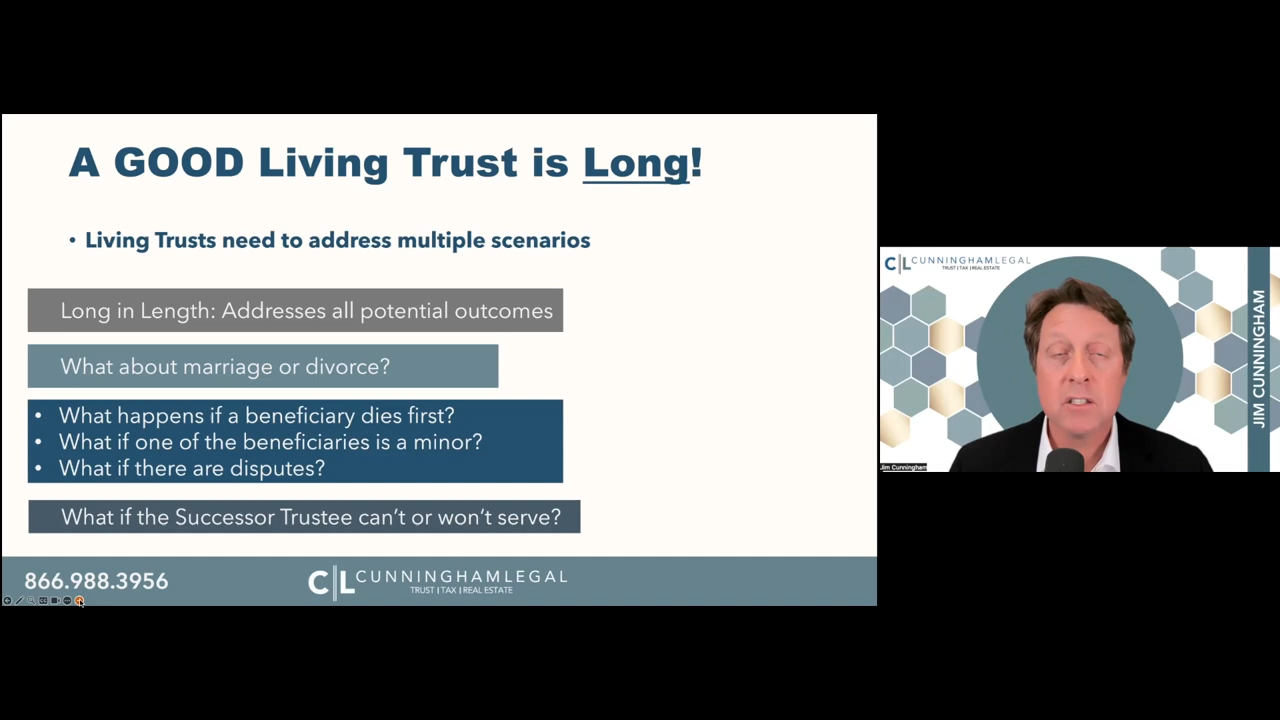 A GOOD Living Trust is Long!
• Living Trusts need to address multiple scenarios
Long in Length: Addresses all potential outcomes
What about marriage or divorce?
• What happens if a beneficiary dies first?
• What if one of the beneficiaries is a minor?
• What if there are disputes?
What if the Successor Trustee can't or won't serve?
866.988.3956
C|L CUNNINGHAMLEGAL
TRUST | TAX | REAL ESTATE
C|L CUNNINGHAMLEGAL
TRUST | TAX | REAL ESTATE
JIM CUNNINGHAM
Jim Cunningham